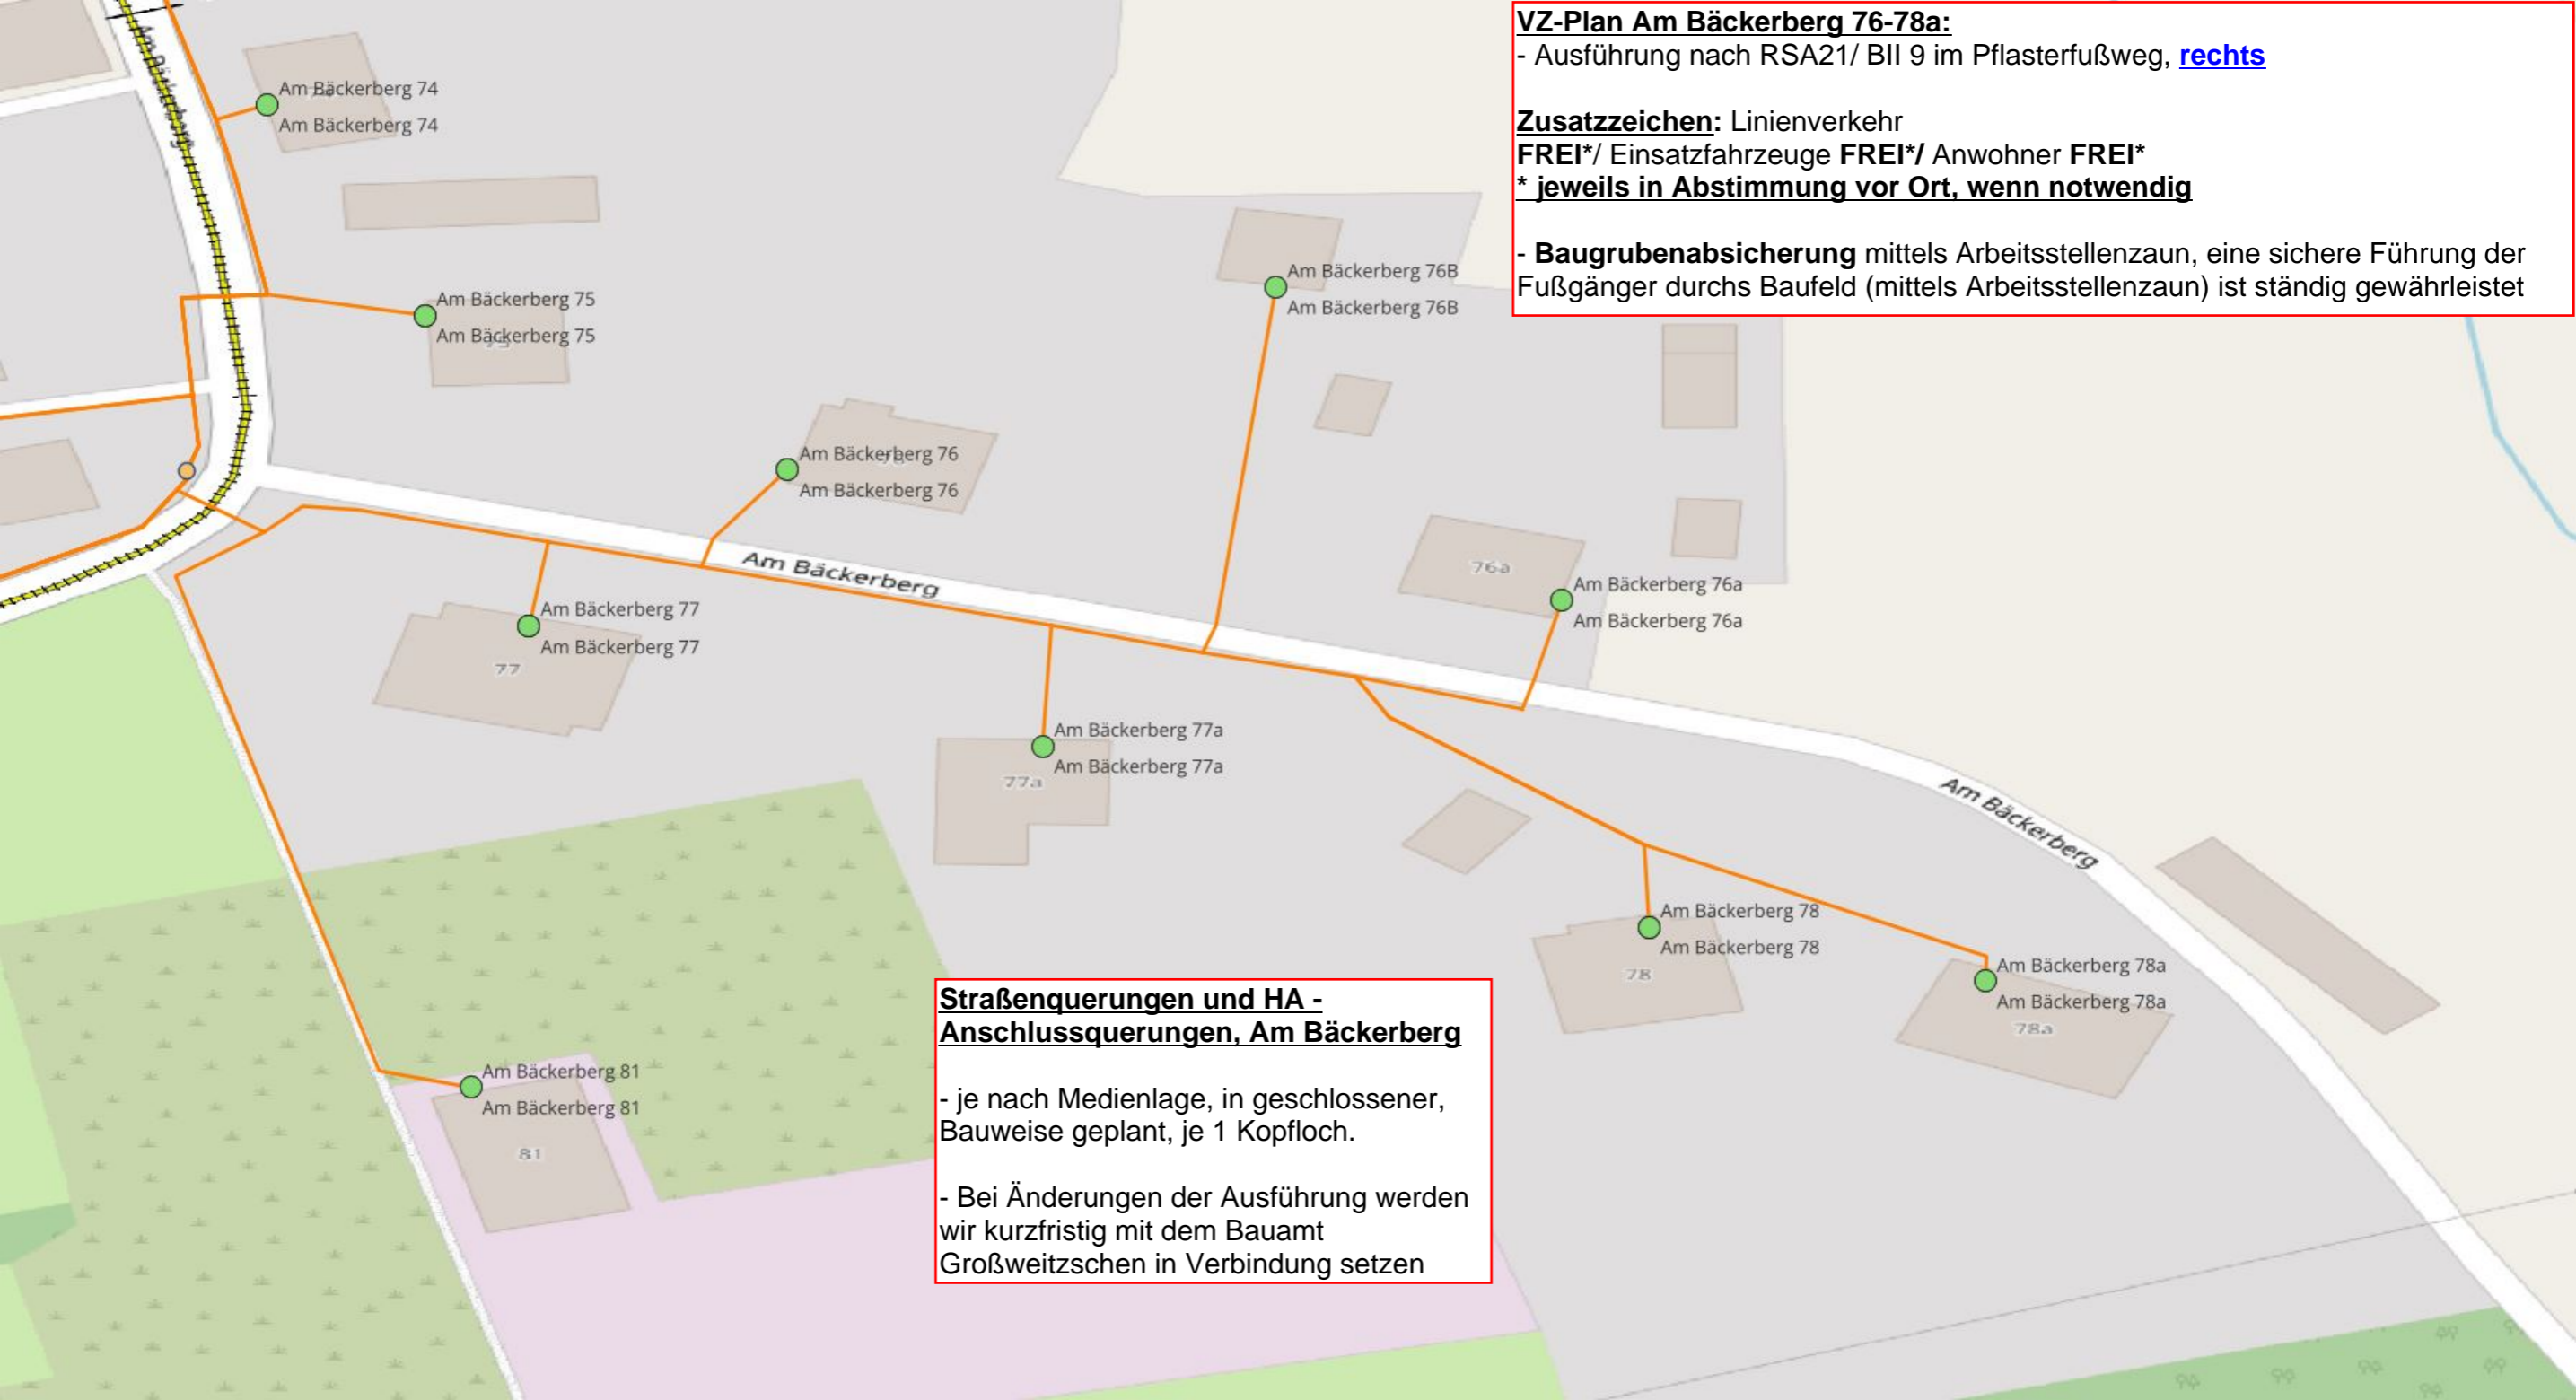 VZ-Plan Am Bäckerberg 76-78a:
- Ausführung nach RSA21/ BII 9 im Pflasterfußweg, rechts
Zusatzzeichen: Linienverkehr
FREI*/ Einsatzfahrzeuge FREI*/ Anwohner FREI*
* jeweils in Abstimmung vor Ort, wenn notwendig
- Baugrubenabsicherung mittels Arbeitsstellenzaun, eine sichere Führung der
Fußgänger durchs Baufeld (mittels Arbeitsstellenzaun) ist ständig gewährleistet
Am Bäckerberg
Am Bäckerberg 74
Am Bäckerberg 74
Am Bäckerberg 75
Am Bäckerberg 75
Am Bäckerberg 76B
Am Bäckerberg 76B
Am Bäckerberg 76
Am Bäckerberg 76
Am Bäckerberg
76a
Am Bäckerberg 76a
Am Bäckerberg 76a
Am Bäckerberg 77
Am Bäckerberg 77
77
Am Bäckerberg 77a
Am Bäckerberg 77a
77a
Am Bäckerberg
Am Bäckerberg 78
Am Bäckerberg 78
78
Am Bäckerberg 78a
Am Bäckerberg 78a
78a
Am Bäckerberg 81
Am Bäckerberg 81
81
Straßenquerungen und HA -
Anschlussquerungen, Am Bäckerberg
- je nach Medienlage, in geschlossener,
Bauweise geplant, je 1 Kopfloch.
- Bei Änderungen der Ausführung werden
wir kurzfristig mit dem Bauamt
Großweitzschen in Verbindung setzen